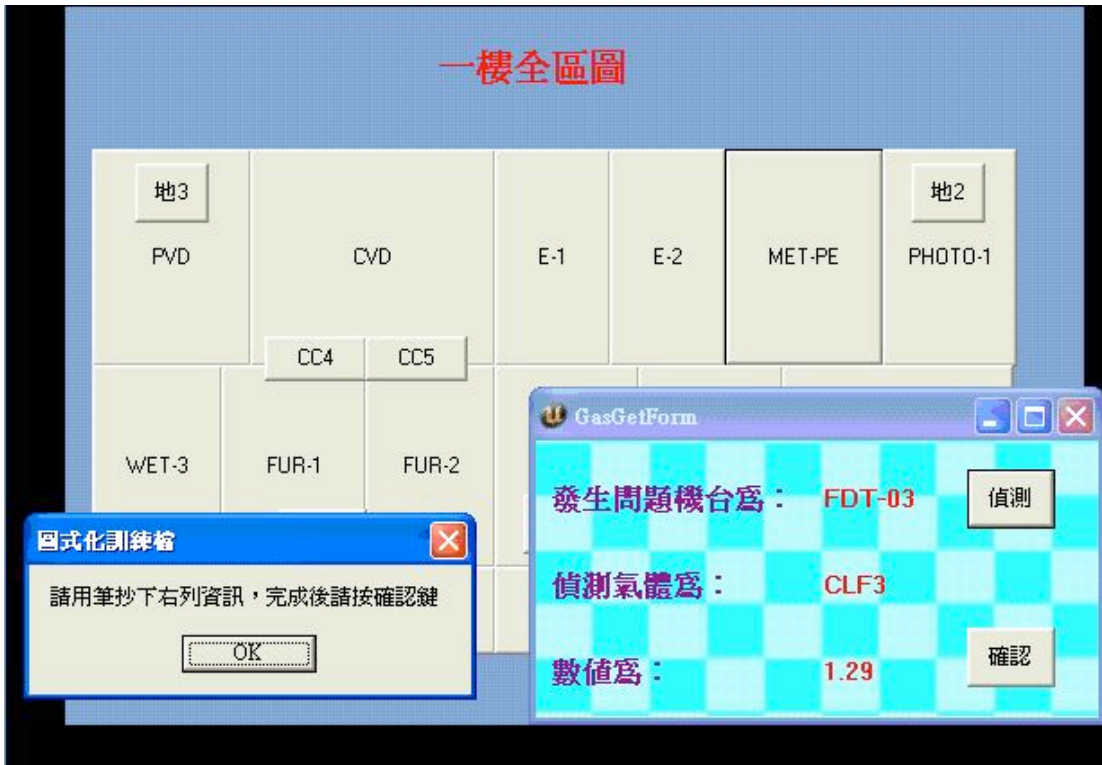 一樓全區圖
地3
地2
PVD
CVD
E-1
E-2
MET-PE
PHOTO-1
CC4
CC5
WET-3
FUR-1
FUR-2
GasGetForm
發生問題機台為：
FDT-03
偵測
偵測氣體為：
CLF3
數值為：
1.29
確認
圖式化訓練檔
請用筆抄下右列資訊，完成後請按確認鍵
OK